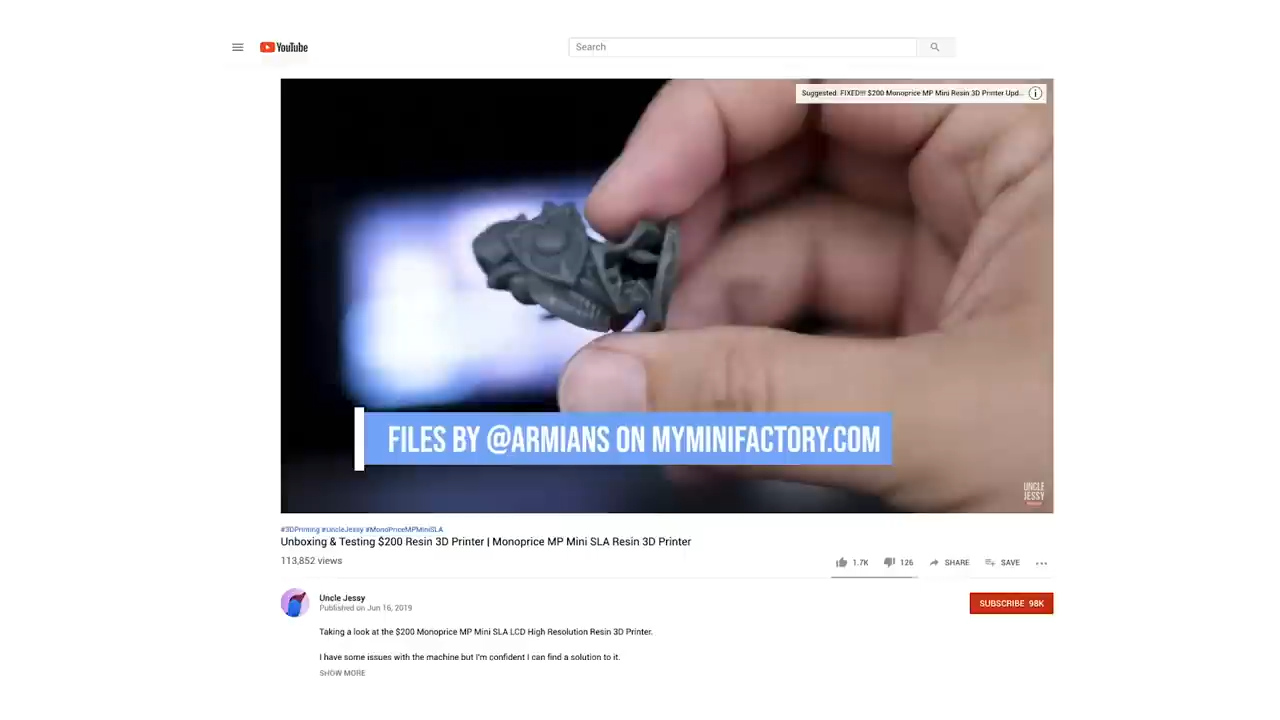 YouTube
Search
Suggested: FIXED!!! $200 Monoprice MP Mini Resin 3D Printer Upd...
FILES BY @ARMIANS ON MYMINIFACTORY.COM
UNCLE
JESSY
#3DPriming #UncleJessy #MonoPriceMPMiniSLA
Unboxing & Testing $200 Resin 3D Printer | Monoprice MP Mini SLA Resin 3D Printer
113,852 views
1.7K 126 SHARE SAVE
Uncle Jessy
Published on Jun 16, 2019
SUBSCRIBE 98K
Taking a look at the $200 Monoprice MP Mini SLA LCD High Resolution Resin 3D Printer.
I have some issues with the machine but I'm confident I can find a solution to it.
SHOW MORE